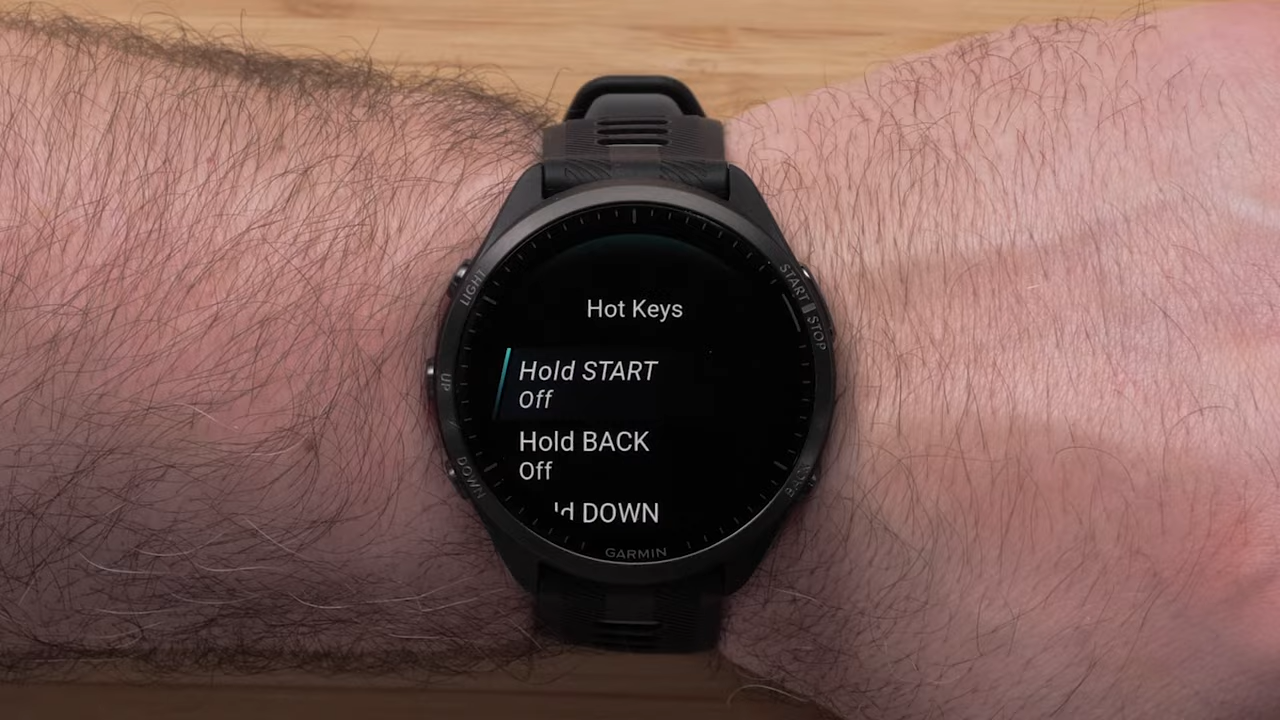 LIGHT
START
STOP
UP
DOWN
BACK
Hot Keys
Hold START
Off
Hold BACK
Off
DOWN
GARMIN